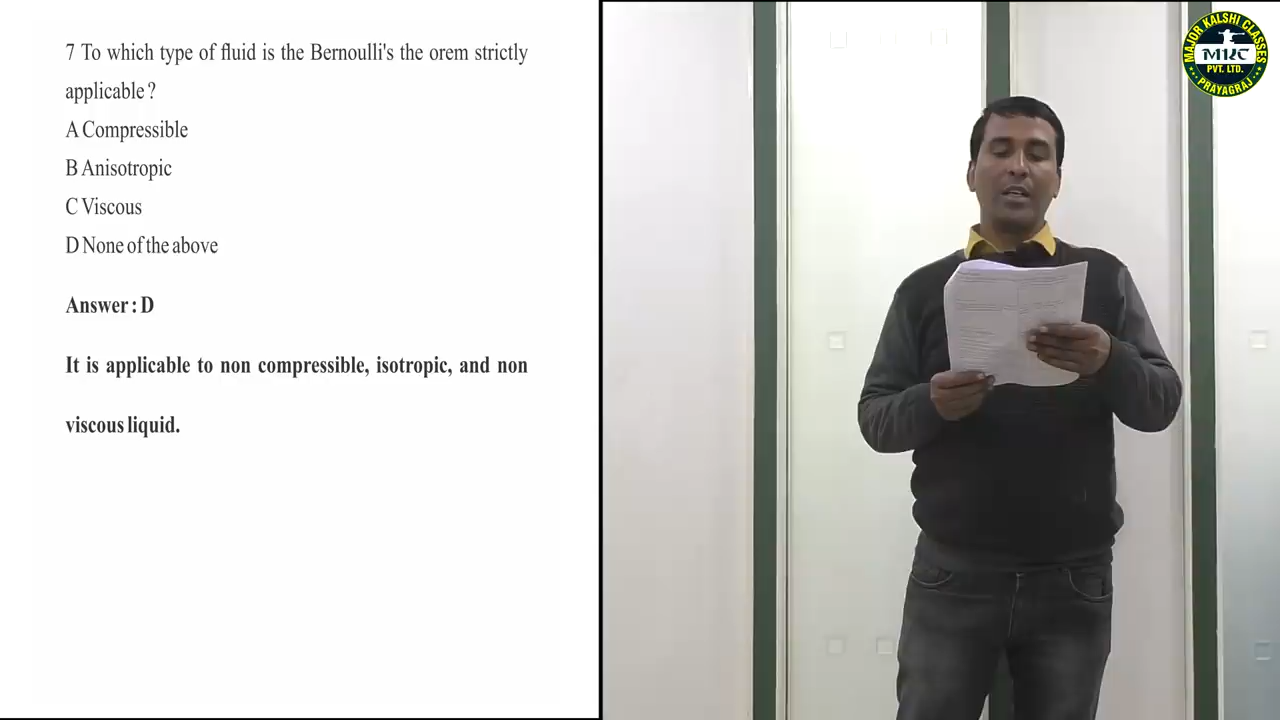 7 To which type of fluid is the Bernoulli's the orem strictly
applicable ?
A Compressible
B Anisotropic
C Viscous
D None of the above
Answer : D
It is applicable to non compressible, isotropic, and non
viscous liquid.
MAJOR KALSHI CLASSES
MKC
PVT. LTD.
PRAYAGRAJ